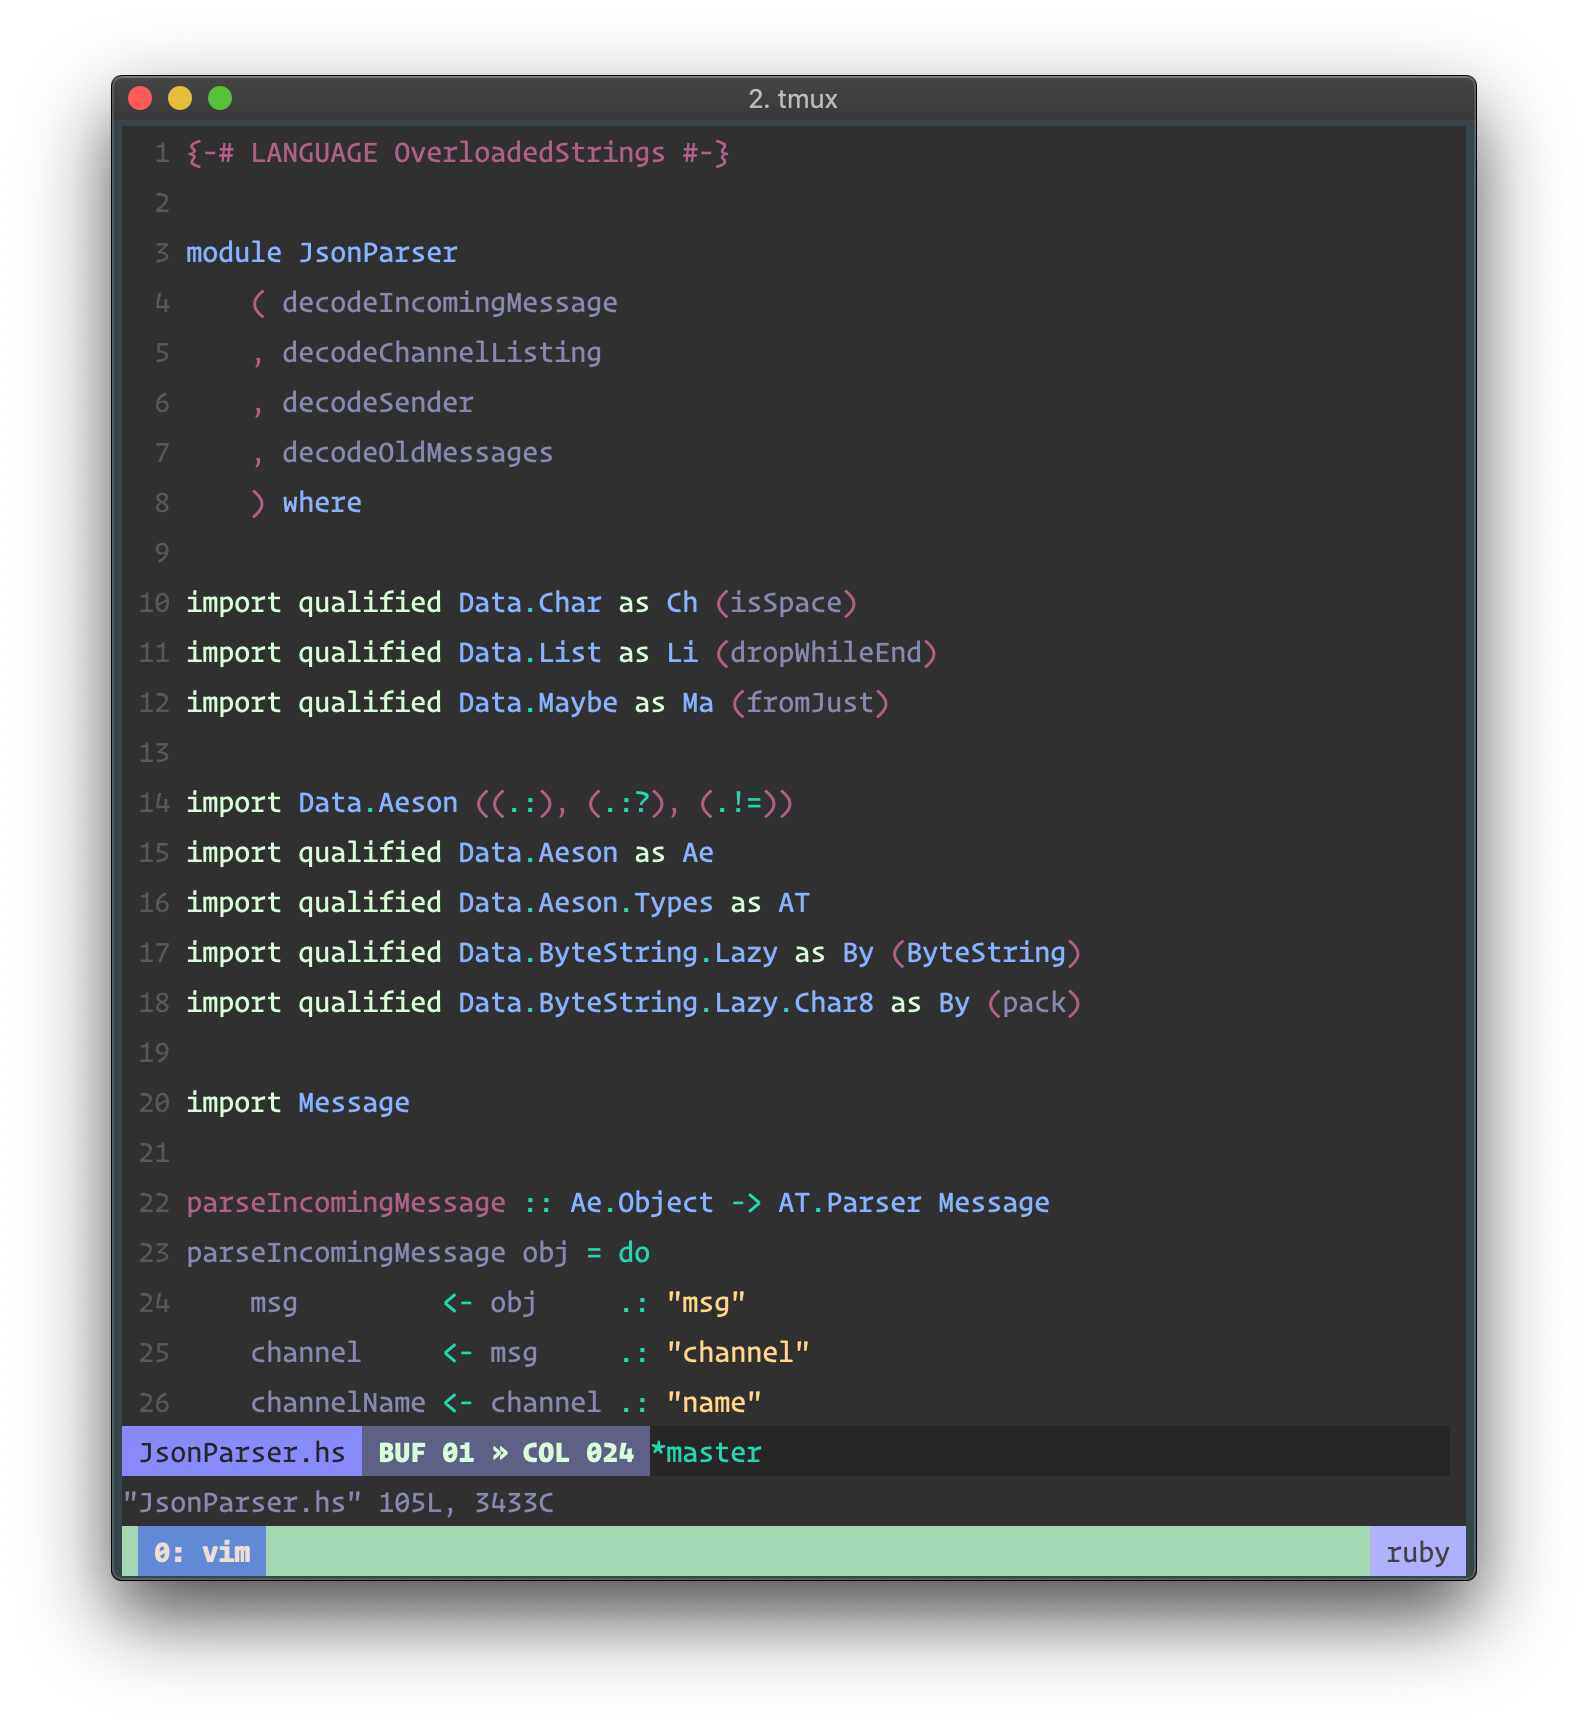 2. tmux
1 {-# LANGUAGE OverloadedStrings #-}
2
3 module JsonParser
4     ( decodeIncomingMessage
5     , decodeChannelListing
6     , decodeSender
7     , decodeOldMessages
8     ) where
9
10 import qualified Data.Char as Ch (isSpace)
11 import qualified Data.List as Li (dropWhileEnd)
12 import qualified Data.Maybe as Ma (fromJust)
13
14 import Data.Aeson ((.:), (.:?), (.!=))
15 import qualified Data.Aeson as Ae
16 import qualified Data.Aeson.Types as AT
17 import qualified Data.ByteString.Lazy as By (ByteString)
18 import qualified Data.ByteString.Lazy.Char8 as By (pack)
19
20 import Message
21
22 parseIncomingMessage :: Ae.Object -> AT.Parser Message
23 parseIncomingMessage obj = do
24     msg         <- obj     .: "msg"
25     channel     <- msg     .: "channel"
26     channelName <- channel .: "name"
JsonParser.hs BUF 01 » COL 024 *master
"JsonParser.hs" 105L, 3433C
0: vim ruby